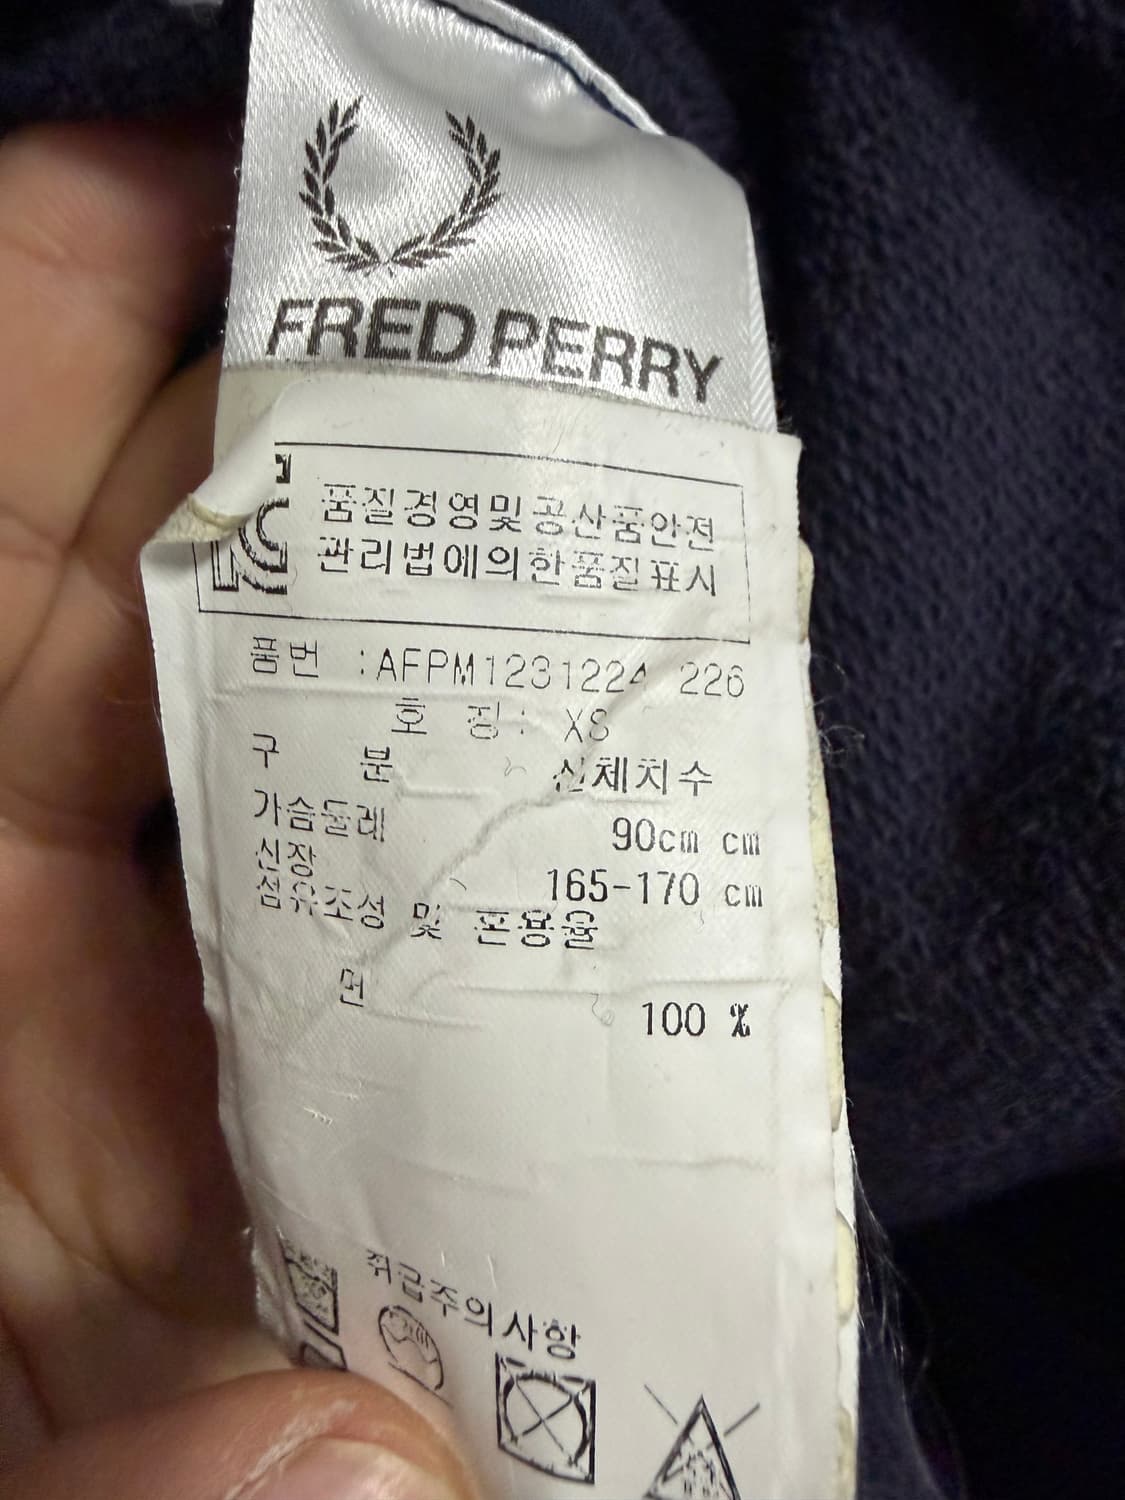 FRED PERRY
품질경영및공산품안전
관리법에의한품질표시
품번 :AFPM1231224 226
호 칭: XS
구 분 신체치수
가슴둘레 90cm cm
신장 165-170 cm
섬유조성 및 혼용율
면 100 %
취급주의사항